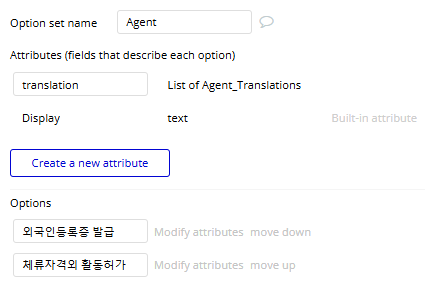 Option set name Agent
Attributes (fields that describe each option)
translation List of Agent_Translations
Display text Built-in attribute
Create a new attribute
Options
외국인등록증 발급 Modify attributes move down
체류자격외 활동허가 Modify attributes move up